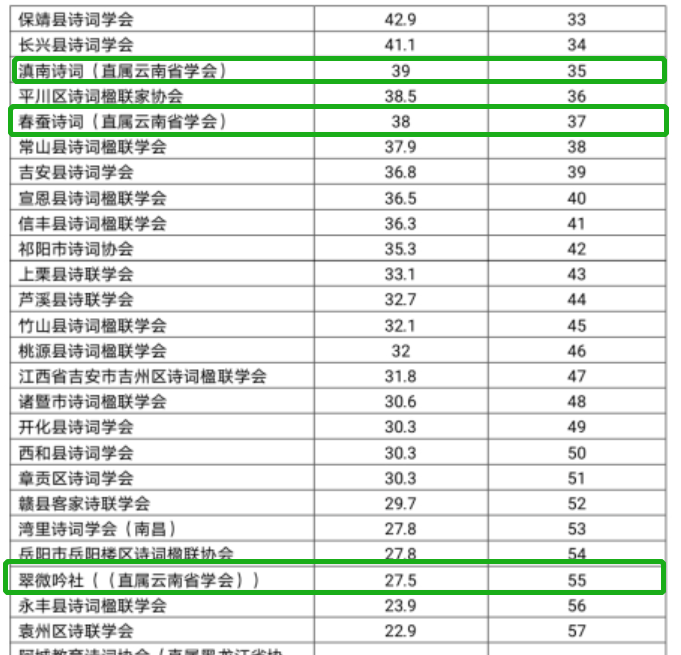 保靖县诗词学会 42.9 33
长兴县诗词学会 41.1 34
滇南诗词（直属云南省学会） 39 35
平川区诗词楹联家协会 38.5 36
春蚕诗词（直属云南省学会） 38 37
常山县诗词楹联学会 37.9 38
吉安县诗词学会 36.8 39
宣恩县诗词楹联学会 36.5 40
信丰县诗词楹联学会 36.3 41
祁阳市诗词协会 35.3 42
上栗县诗联学会 33.1 43
芦溪县诗联学会 32.7 44
竹山县诗词楹联学会 32.1 45
桃源县诗词楹联学会 32 46
江西省吉安市吉州区诗词楹联学会 31.8 47
诸暨市诗词楹联学会 30.6 48
开化县诗词学会 30.3 49
西和县诗词学会 30.3 50
章贡区诗词学会 30.3 51
赣县客家诗联学会 29.7 52
湾里诗词学会（南昌） 27.8 53
岳阳市岳阳楼区诗词楹联协会 27.8 54
翠微吟社（（直属云南省学会）） 27.5 55
永丰县诗词楹联学会 23.9 56
袁州区诗联学会 22.9 57
阿城教育诗词协会（直属黑龙江省协